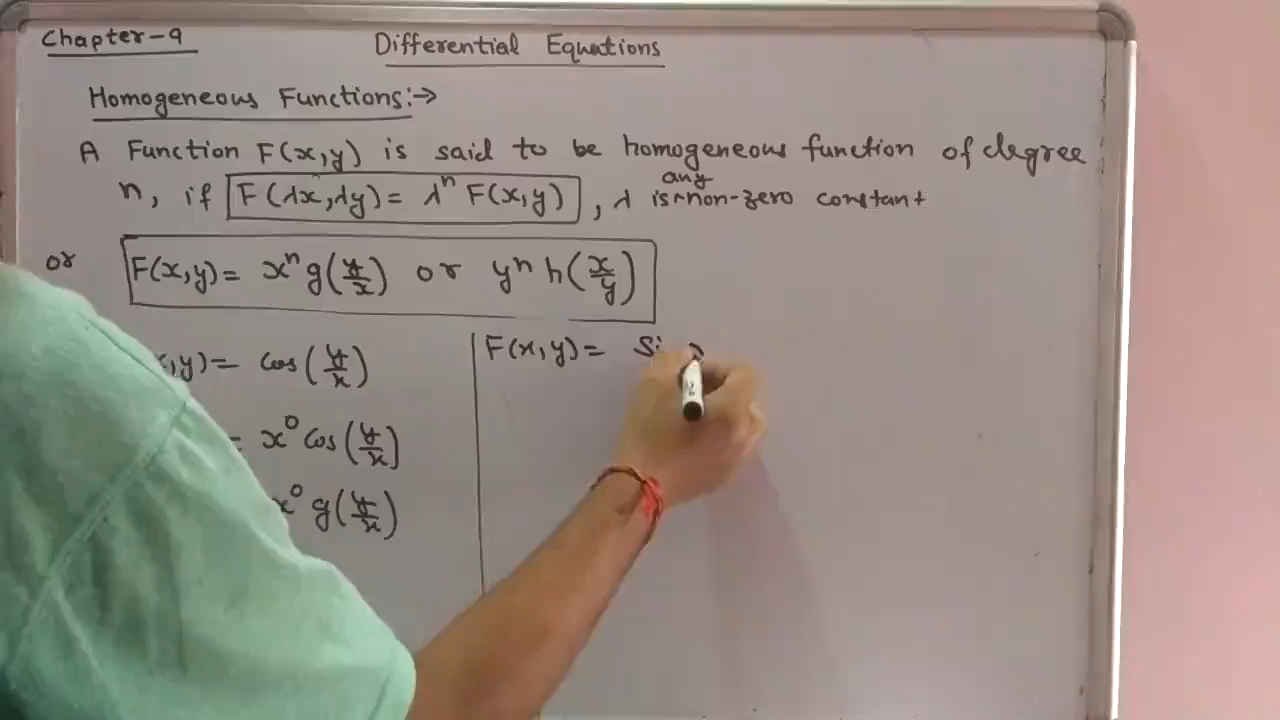 Chapter-9
Differential Equations
Homogeneous Functions:→
A Function F(x,y) is said to be homogeneous function of degree
n, if F(λx,λy)= λⁿ F(x,y), λ is ^any non-zero constant
or F(x,y)= xⁿ g(y/x) or yⁿ h(x/y)
,y)= cos(y/x)
= x⁰ cos(y/x)
x⁰ g(y/x)
F(x,y)= Si